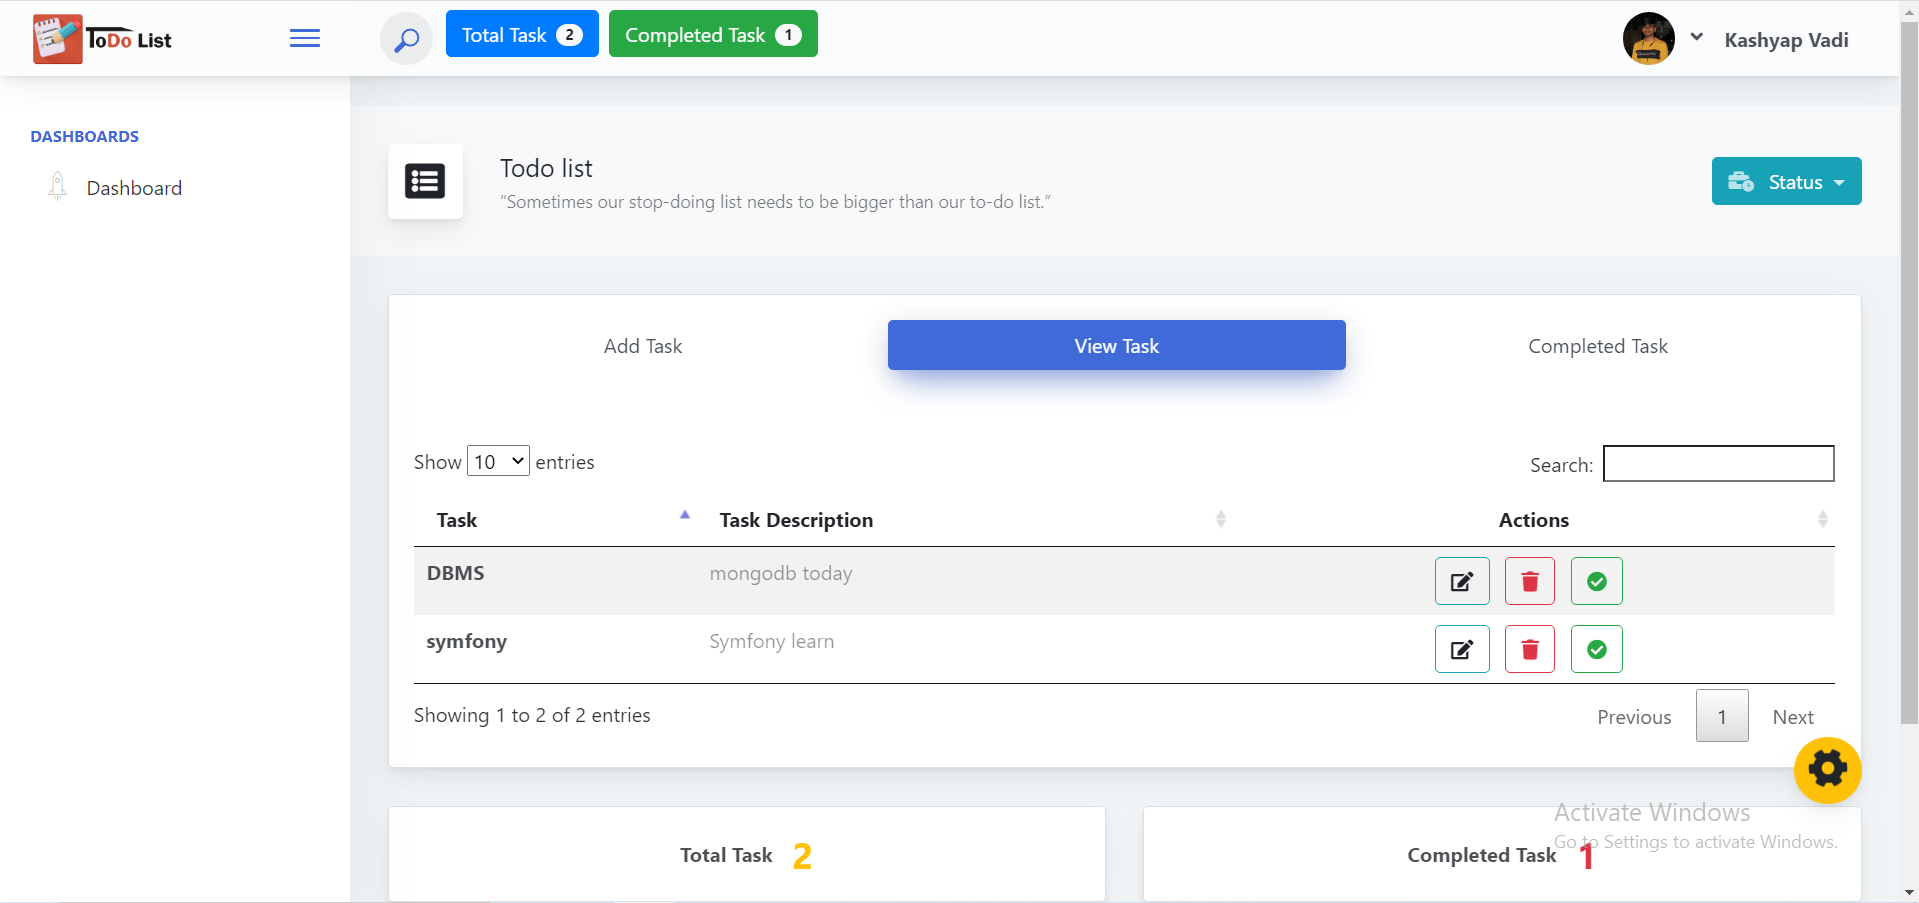 ToDo List
Total Task 2
Completed Task 1
Kashyap Vadi
DASHBOARDS
Dashboard
Todo list
“Sometimes our stop-doing list needs to be bigger than our to-do list.”
Status
Add Task
View Task
Completed Task
Show 10 entries
Search:
Task
Task Description
Actions
DBMS
mongodb today
symfony
Symfony learn
Showing 1 to 2 of 2 entries
Previous
1
Next
Activate Windows
Go to Settings to activate Windows.
Total Task 2
Completed Task 1